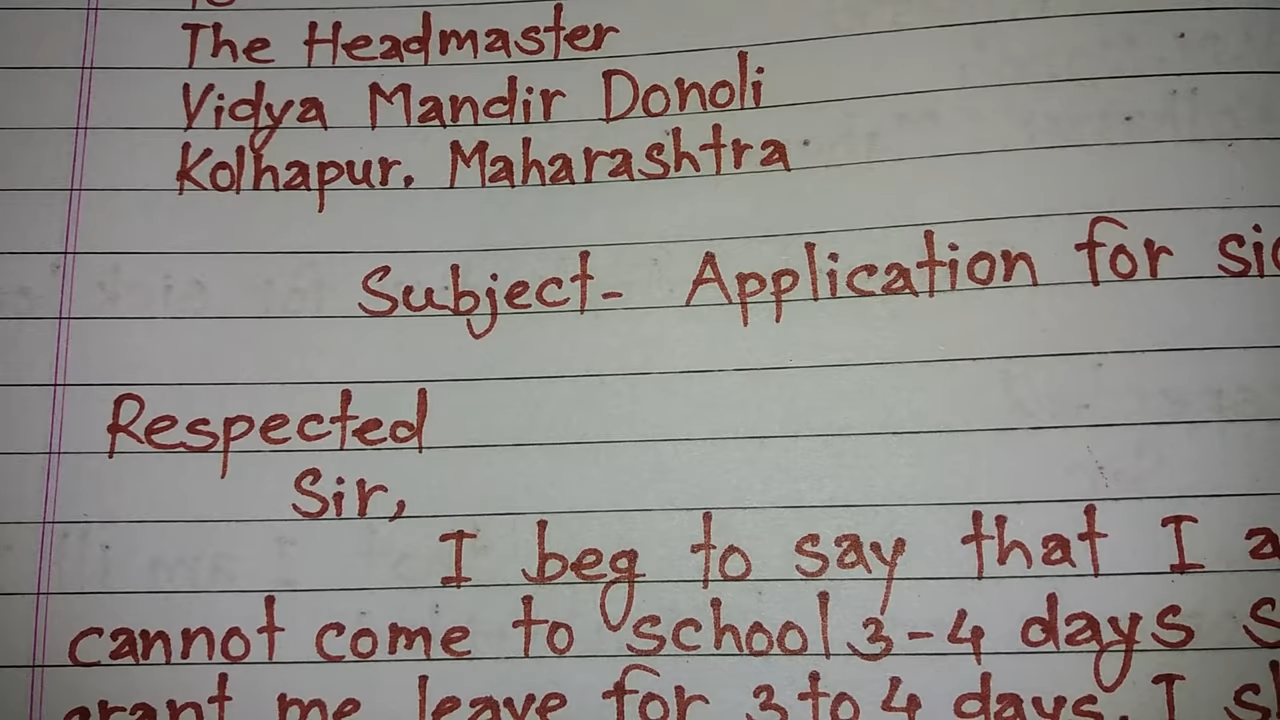 The Headmaster
Vidya Mandir Donoli
Kolhapur. Maharashtra.
Subject- Application for
Respected
Sir,
I beg to say that I
cannot come to school 3-4 days
grant me leave for 3 to 4 days. I